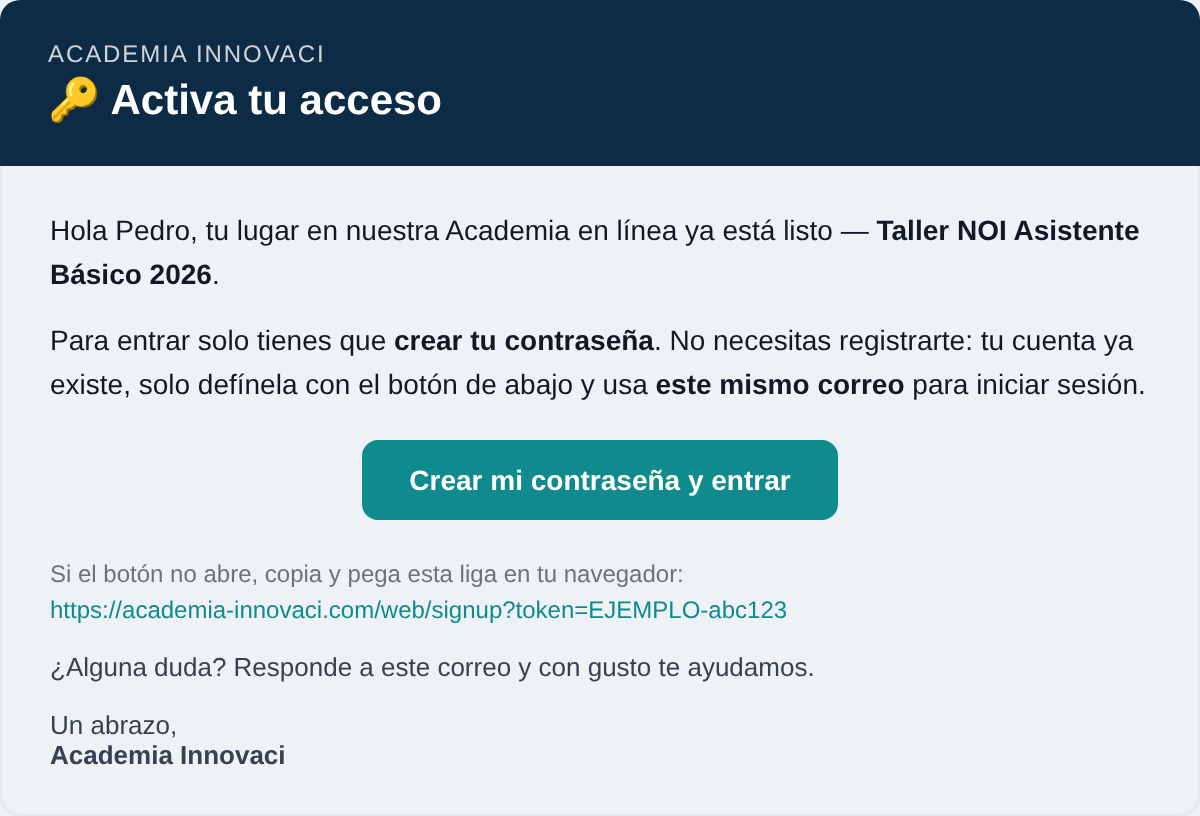 ACADEMIA INNOVACI
🔑 Activa tu acceso
Hola Pedro, tu lugar en nuestra Academia en línea ya está listo — Taller NOI Asistente
Básico 2026.
Para entrar solo tienes que crear tu contraseña. No necesitas registrarte: tu cuenta ya
existe, solo defínela con el botón de abajo y usa este mismo correo para iniciar sesión.
Crear mi contraseña y entrar
Si el botón no abre, copia y pega esta liga en tu navegador:
https://academia-innovaci.com/web/signup?token=EJEMPLO-abc123
¿Alguna duda? Responde a este correo y con gusto te ayudamos.
Un abrazo,
Academia Innovaci